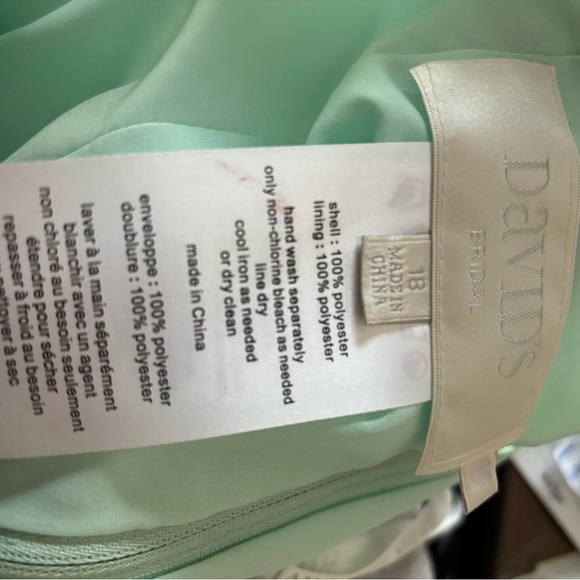 DaVID'S
BRIDAL
18
MADE IN
CHINA
shell : 100% polyester
lining : 100% polyester
hand wash separately
only non-chlorine bleach as needed
line dry
cool iron as needed
or dry clean
made in China
enveloppe : 100% polyester
doublure : 100% polyester
laver à la main séparément
blanchir avec un agent
non chloré au besoin seulement
étendre pour sécher
repasser à froid au besoin
nettoyer à sec